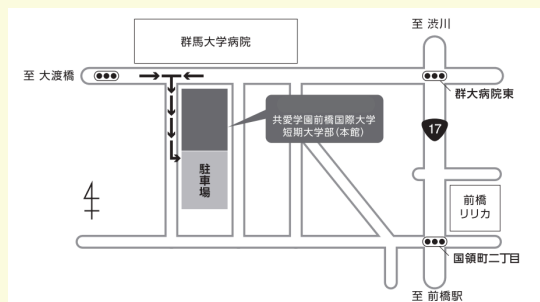 至 渋川
群馬大学病院
至 大渡橋
群大病院東
共愛学園前橋国際大学
短期大学部(本館)
17
駐車場
前橋
リリカ
国領町二丁目
至 前橋駅